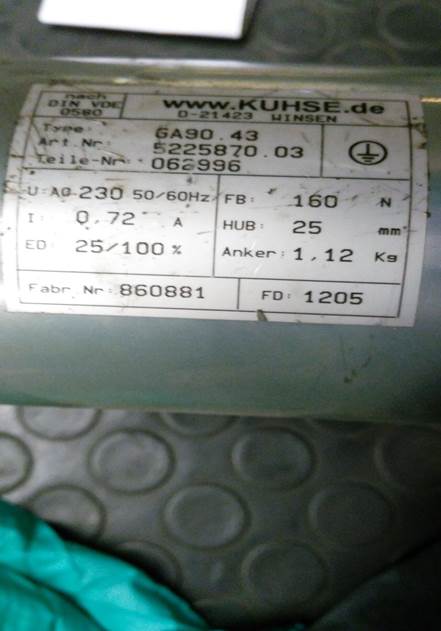 nach
DIN VDE
0580
www.KUHSE.de
D-21423 WINSEN
Type: GA90.43
Art.Nr: 5225870.03
Teile-Nr: 062996
U: AC 230 50/60Hz
I: 0,72 A
ED: 25/100 %
FB: 160 N
HUB: 25 mm
Anker: 1,12 Kg
Fabr. Nr: 860881
FD: 1205